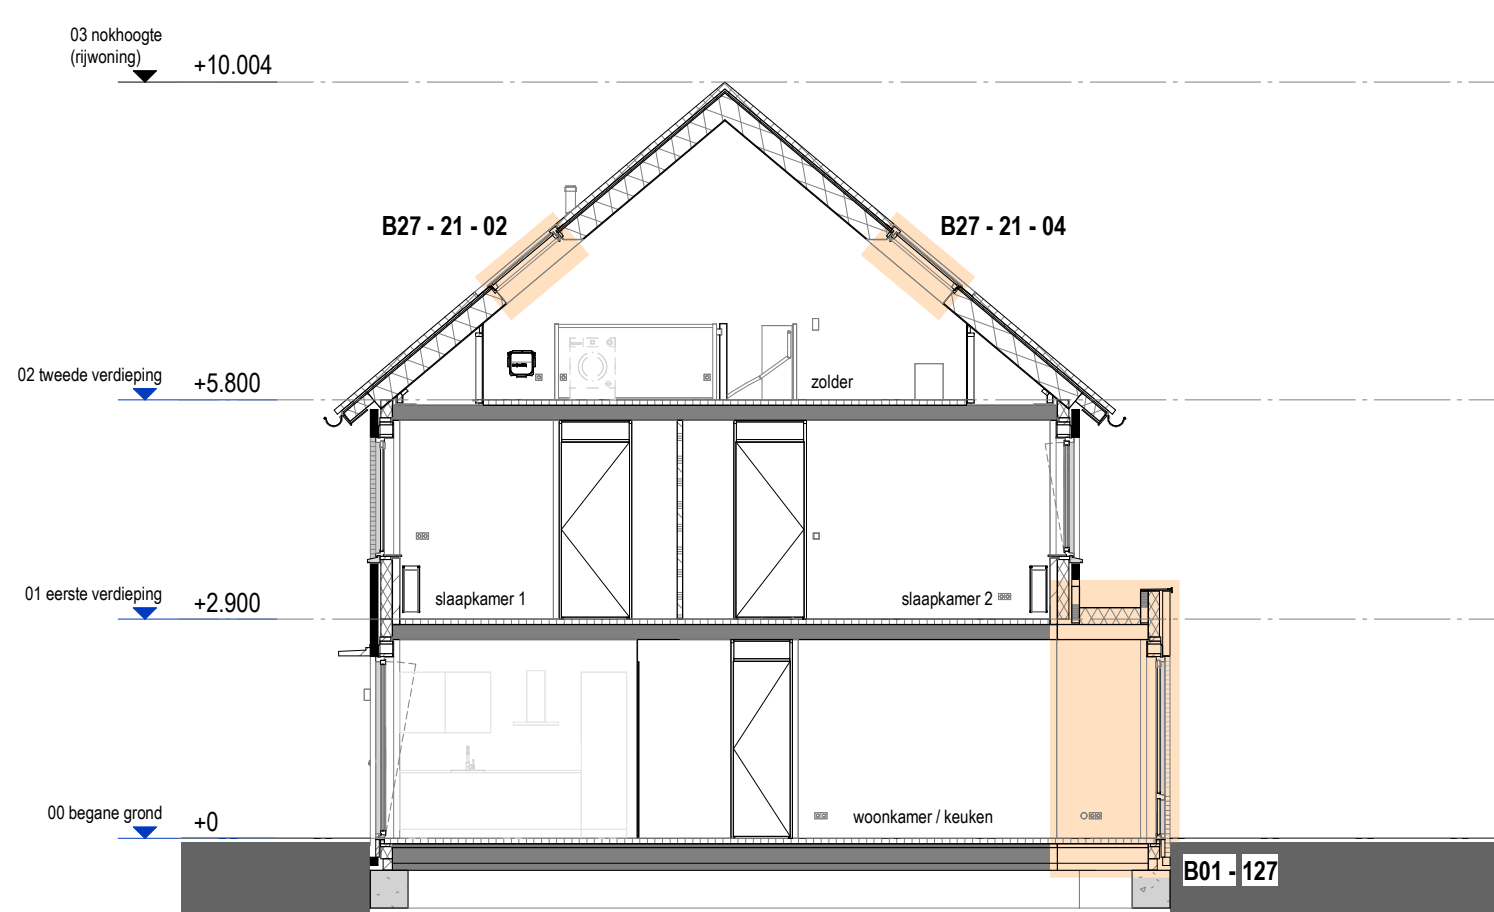 03 nokhoogte
(rijwoning)
+10.004
B27 - 21 - 02
B27 - 21 - 04
02 tweede verdieping
+5.800
zolder
01 eerste verdieping
+2.900
slaapkamer 1
slaapkamer 2
00 begane grond
+0
woonkamer / keuken
B01 - 127